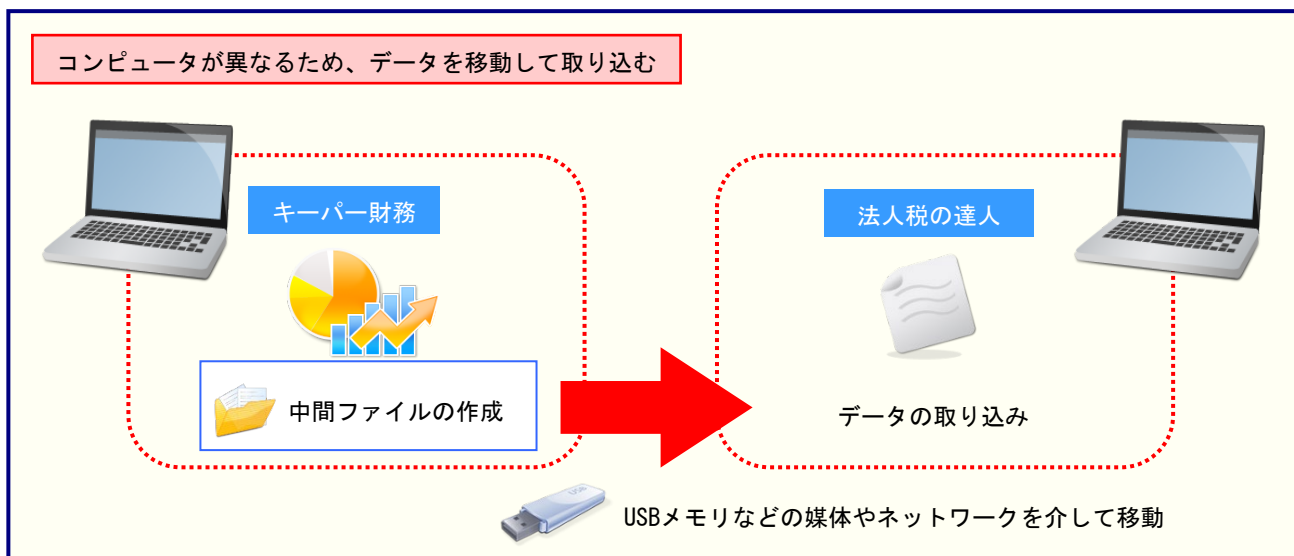 コンピュータが異なるため、データを移動して取り込む
キーパー財務
法人税の達人
中間ファイルの作成
データの取り込み
USB
USBメモリなどの媒体やネットワークを介して移動